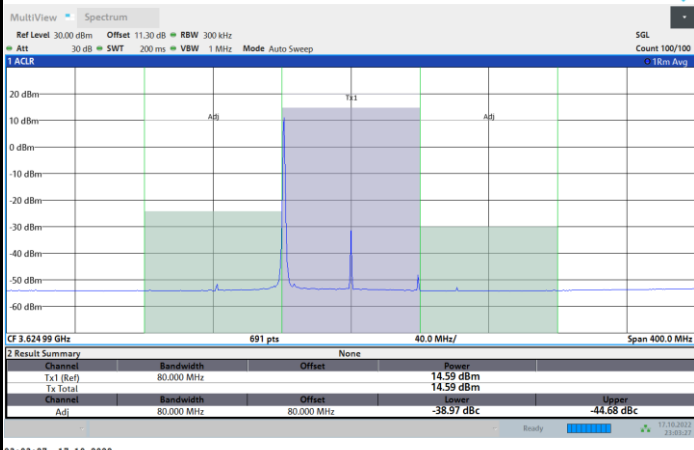 MultiView Spectrum
Ref Level 30.00 dBm Offset 11.30 dB RBW 300 kHz SGL
Att 30 dB SWT 200 ms VBW 1 MHz Mode Auto Sweep Count 100/100
1 ACLR 1Rm Avg
20 dBm
Tx1
10 dBm Adj Adj
0 dBm
-10 dBm
-20 dBm
-30 dBm
-40 dBm
-50 dBm
-60 dBm
CF 3.624 99 GHz 691 pts 40.0 MHz/ Span 400.0 MHz
2 Result Summary None
Channel Bandwidth Offset Power
Tx1 (Ref) 80.000 MHz 14.59 dBm
Tx Total 14.59 dBm
Channel Bandwidth Offset Lower Upper
Adj 80.000 MHz 80.000 MHz -38.97 dBc -44.68 dBc
Ready 17.10.2022
23:03:27